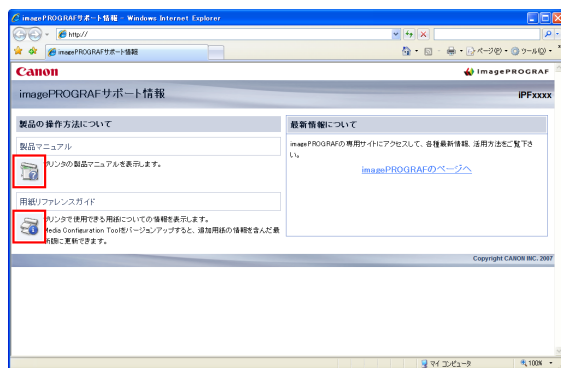 imagePROGRAFサポート情報 - Windows Internet Explorer
http://
imagePROGRAFサポート情報
ページ(P)
ツール(O)
Canon
imagePROGRAF
imagePROGRAFサポート情報
iPFxxxx
製品の操作方法について
製品マニュアル
プリンタの製品マニュアルを表示します。
用紙リファレンスガイド
プリンタで使用できる用紙についての情報を表示します。
Media Configuration Toolをバージョンアップすると、追加用紙の情報を含んだ最
新版に更新できます。
最新情報について
imagePROGRAFの専用サイトにアクセスして、各種最新情報、活用方法をご覧下さ
い。
imagePROGRAFのページへ
Copyright CANON INC. 2007
マイ コンピュータ
100%